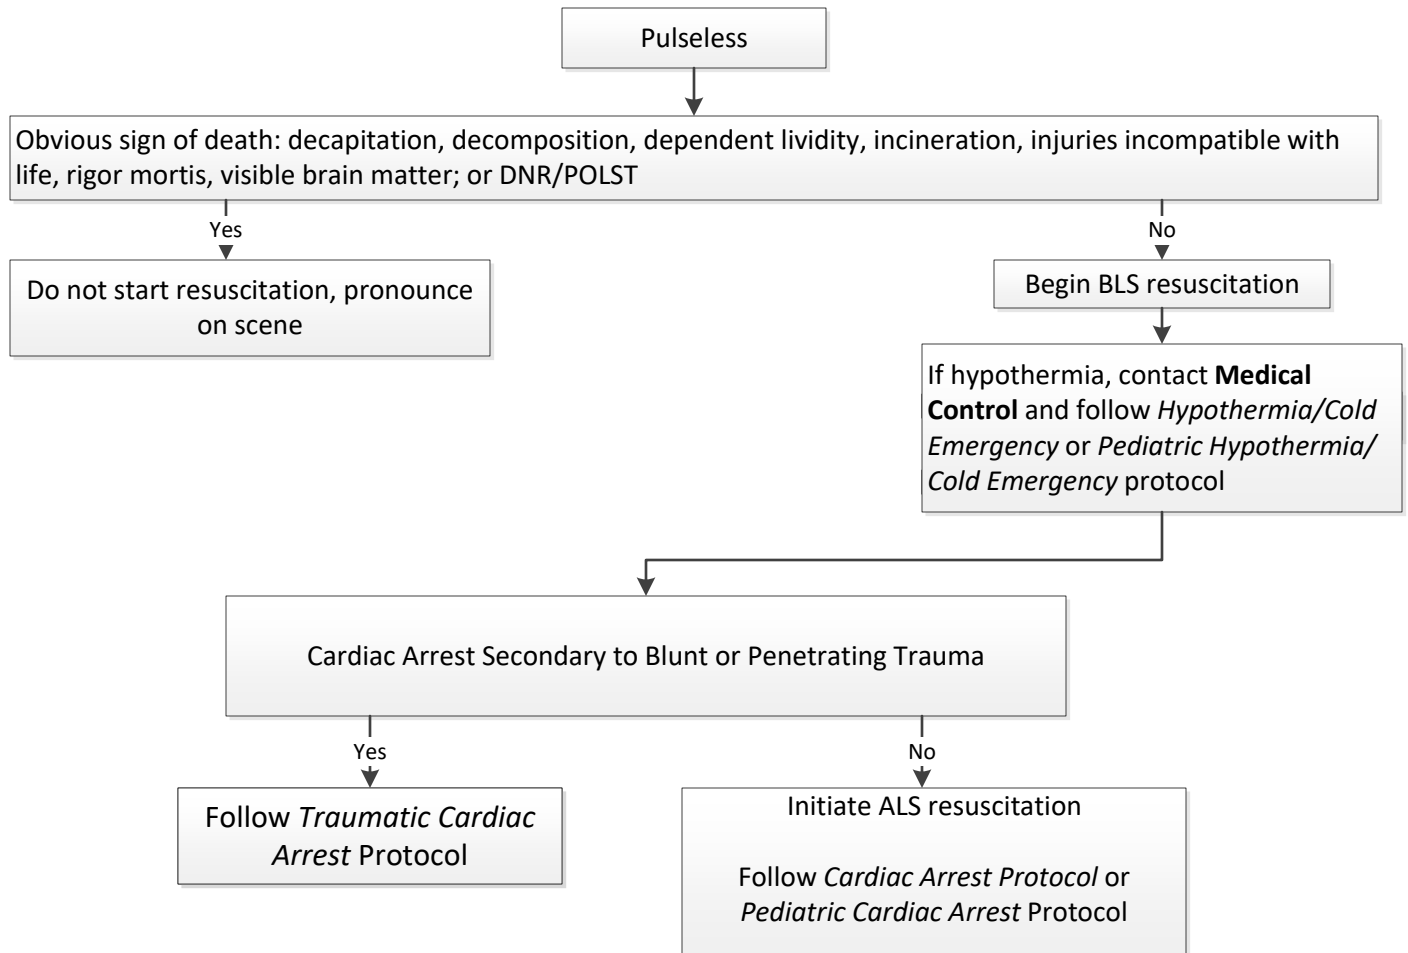 Pulseless
Obvious sign of death: decapitation, decomposition, dependent lividity, incineration, injuries incompatible with
life, rigor mortis, visible brain matter; or DNR/POLST
Yes
No
Do not start resuscitation, pronounce
on scene
Begin BLS resuscitation
If hypothermia, contact Medical
Control and follow Hypothermia/Cold
Emergency or Pediatric Hypothermia/
Cold Emergency protocol
Cardiac Arrest Secondary to Blunt or Penetrating Trauma
Yes
No
Follow Traumatic Cardiac
Arrest Protocol
Initiate ALS resuscitation
Follow Cardiac Arrest Protocol or
Pediatric Cardiac Arrest Protocol